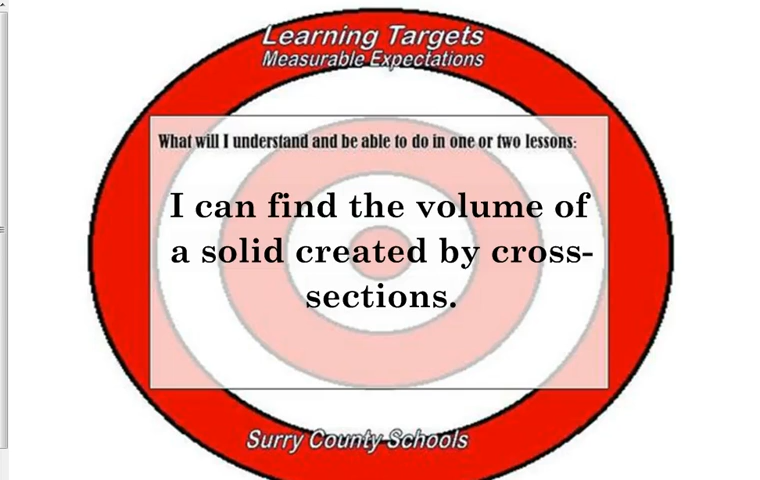 Learning Targets
Measurable Expectations
What will I understand and be able to do in one or two lessons:
I can find the volume of
a solid created by cross-
sections.
Surry County Schools